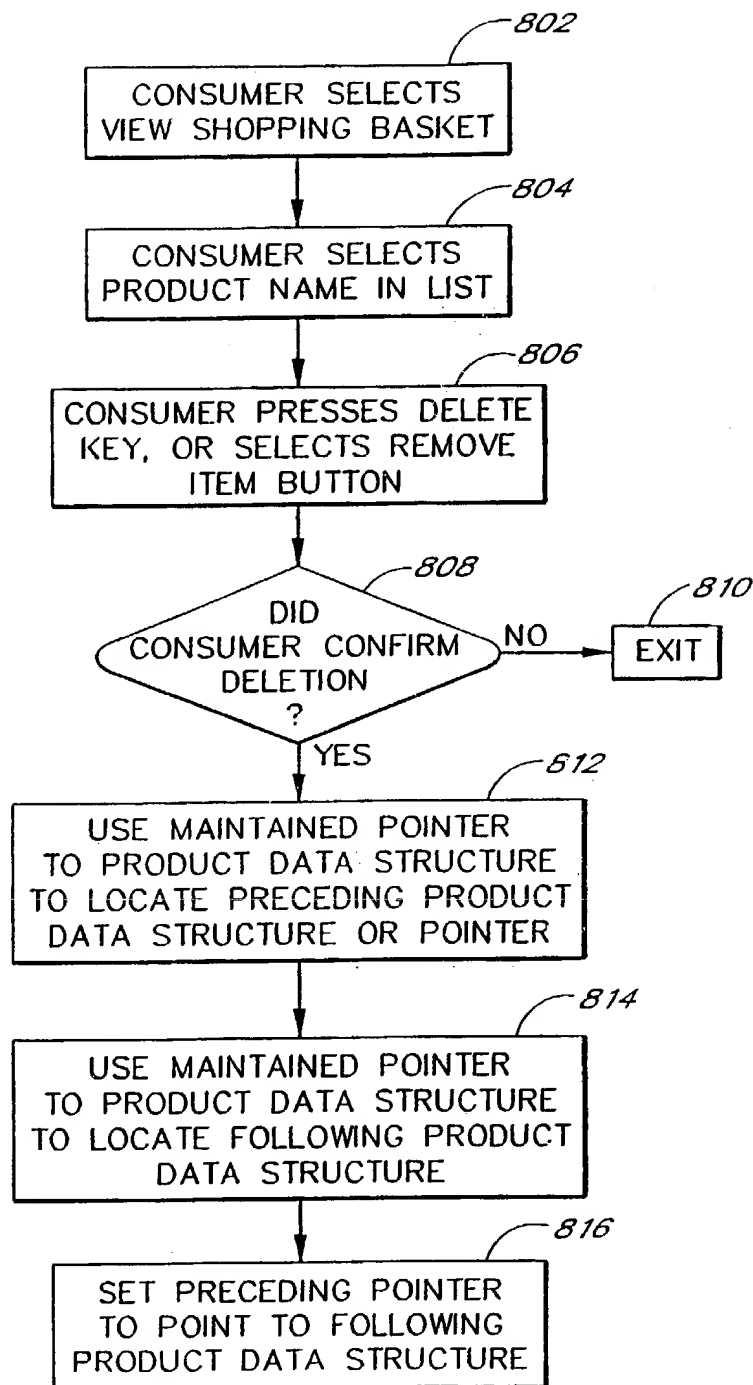 802
CONSUMER SELECTS
VIEW SHOPPING BASKET
804
CONSUMER SELECTS
PRODUCT NAME IN LIST
806
CONSUMER PRESSES DELETE
KEY, OR SELECTS REMOVE
ITEM BUTTON
808
DID
CONSUMER CONFIRM
DELETION
?
NO
810
EXIT
YES
812
USE MAINTAINED POINTER
TO PRODUCT DATA STRUCTURE
TO LOCATE PRECEDING PRODUCT
DATA STRUCTURE OR POINTER
814
USE MAINTAINED POINTER
TO PRODUCT DATA STRUCTURE
TO LOCATE FOLLOWING PRODUCT
DATA STRUCTURE
816
SET PRECEDING POINTER
TO POINT TO FOLLOWING
PRODUCT DATA STRUCTURE